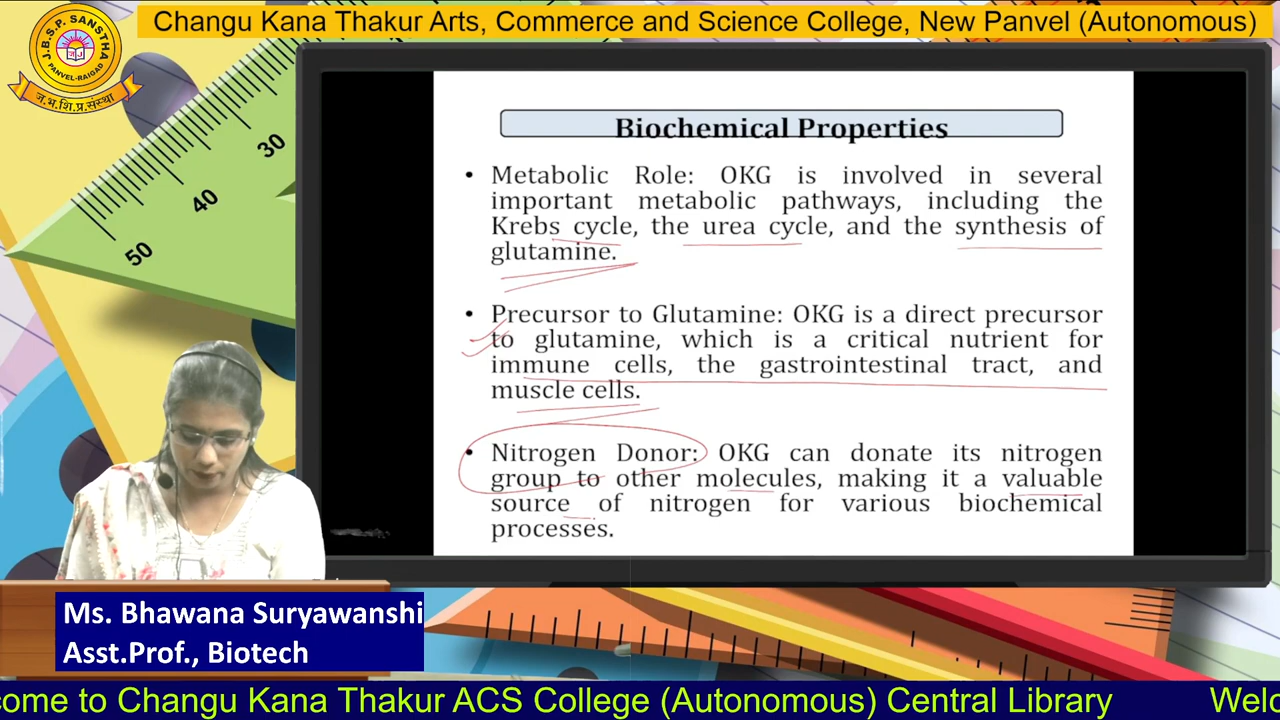 Changu Kana Thakur Arts, Commerce and Science College, New Panvel (Autonomous)
J.B.S.P. SANSTHA
PANVEL-RAIGAD
ज.भ.शि.प्र.संस्था
30
40
50
Biochemical Properties
• Metabolic Role: OKG is involved in several
important metabolic pathways, including the
Krebs cycle, the urea cycle, and the synthesis of
glutamine.
• Precursor to Glutamine: OKG is a direct precursor
to glutamine, which is a critical nutrient for
immune cells, the gastrointestinal tract, and
muscle cells.
• Nitrogen Donor: OKG can donate its nitrogen
group to other molecules, making it a valuable
source of nitrogen for various biochemical
processes.
Ms. Bhawana Suryawanshi
Asst.Prof., Biotech
come to Changu Kana Thakur ACS College (Autonomous) Central Library Welc